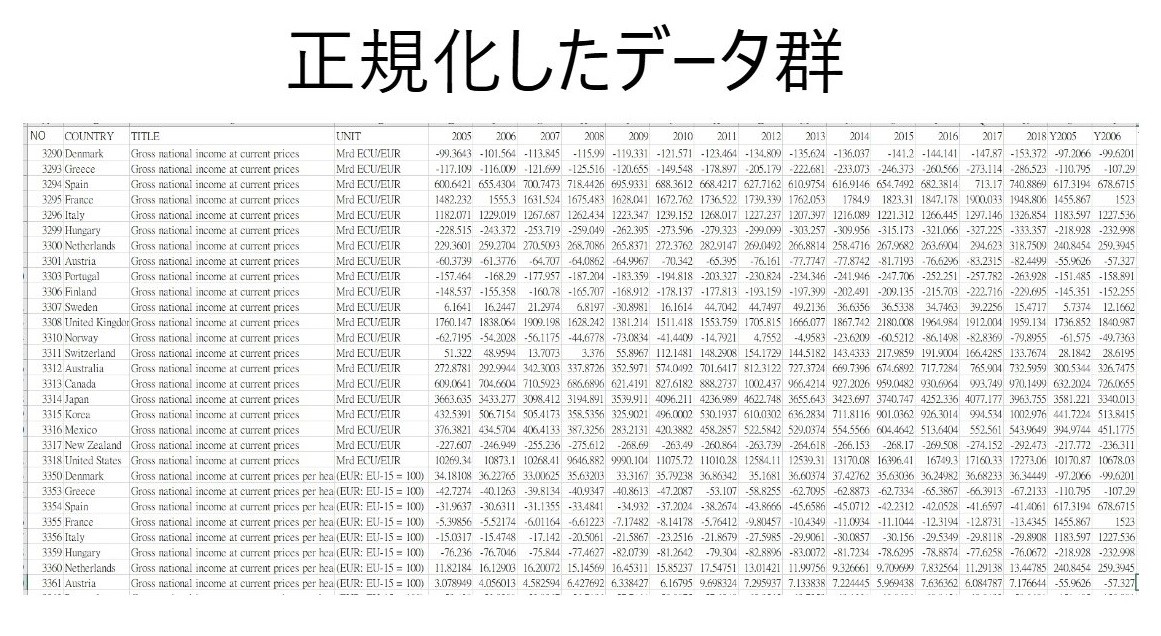 正規化したデータ群
NO COUNTRY TITLE UNIT 2005 2006 2007 2008 2009 2010 2011 2012 2013 2014 2015 2016 2017 2018 Y2005 Y2006
3290 Denmark Gross national income at current prices Mrd ECU/EUR -99.3643 -101.564 -113.845 -115.99 -119.331 -121.571 -123.464 -134.809 -135.624 -136.037 -141.2 -144.141 -147.87 -153.372 -97.2066 -99.6201
3293 Greece Gross national income at current prices Mrd ECU/EUR -117.109 -116.009 -121.699 -125.516 -120.655 -149.548 -178.897 -205.179 -222.681 -233.073 -246.373 -260.566 -273.114 -286.523 -110.795 -107.29
3294 Spain Gross national income at current prices Mrd ECU/EUR 600.6421 655.4304 700.7473 718.4426 695.9331 688.3612 668.4217 627.7162 610.9754 616.9146 654.7492 682.3814 713.17 740.8869 617.3194 678.6715
3295 France Gross national income at current prices Mrd ECU/EUR 1482.232 1555.3 1631.524 1675.483 1628.041 1672.762 1736.522 1739.339 1762.053 1784.9 1823.31 1847.178 1900.033 1948.806 1455.867 1523
3296 Italy Gross national income at current prices Mrd ECU/EUR 1182.071 1229.019 1267.687 1262.434 1223.347 1239.152 1268.017 1227.237 1207.397 1216.089 1221.312 1266.445 1297.146 1326.854 1183.597 1227.536
3299 Hungary Gross national income at current prices Mrd ECU/EUR -228.515 -243.372 -253.719 -259.049 -262.395 -273.596 -279.323 -299.099 -303.257 -309.956 -315.173 -321.066 -327.225 -333.357 -218.928 -232.998
3300 Netherlands Gross national income at current prices Mrd ECU/EUR 229.3601 259.2704 270.5093 268.7086 265.8371 272.3762 282.9147 269.0492 266.8814 258.4716 267.9682 263.6904 294.623 318.7509 240.8454 259.3945
3301 Austria Gross national income at current prices Mrd ECU/EUR -60.3739 -61.3776 -64.707 -64.0862 -64.9967 -70.342 -65.395 -76.161 -77.7747 -77.8742 -81.7193 -76.6296 -83.2315 -82.4499 -55.9626 -57.327
3303 Portugal Gross national income at current prices Mrd ECU/EUR -157.464 -168.29 -177.957 -187.204 -183.359 -194.818 -203.327 -230.824 -234.346 -241.946 -247.706 -252.251 -257.782 -263.928 -151.485 -158.891
3306 Finland Gross national income at current prices Mrd ECU/EUR -148.537 -155.358 -160.78 -165.707 -168.912 -178.137 -177.813 -193.159 -197.399 -202.491 -209.135 -215.703 -222.716 -229.695 -145.351 -152.255
3307 Sweden Gross national income at current prices Mrd ECU/EUR 6.1641 16.2447 21.2974 6.8197 -30.8981 16.1614 44.7042 44.7497 49.2136 36.6356 36.5338 34.7463 39.2256 15.4717 5.7374 12.1662
3308 United Kingdor Gross national income at current prices Mrd ECU/EUR 1760.147 1838.064 1909.198 1628.242 1381.214 1511.418 1553.759 1705.815 1666.077 1867.742 2180.008 1964.984 1912.004 1959.134 1736.852 1840.987
3310 Norway Gross national income at current prices Mrd ECU/EUR -62.7195 -54.2028 -56.1175 -44.6778 -73.0834 -41.4409 -14.7921 4.7552 -4.9583 -23.6209 -60.5212 -86.1498 -82.8369 -79.8955 -61.575 -49.7363
3311 Switzerland Gross national income at current prices Mrd ECU/EUR 51.322 48.9594 13.7073 3.376 55.8967 112.1481 148.2908 154.1729 144.5182 143.4333 217.9859 191.9004 166.4285 133.7674 28.1842 28.6195
3312 Australia Gross national income at current prices Mrd ECU/EUR 272.8781 292.9944 342.3003 337.8726 352.5971 574.0492 701.6417 812.3122 727.3724 669.7396 674.6892 717.7284 765.904 732.5959 300.5344 326.7475
3313 Canada Gross national income at current prices Mrd ECU/EUR 609.0641 704.6604 710.5923 686.6896 621.4191 827.6182 888.2737 1002.437 966.4214 927.2026 959.0482 930.6964 993.749 970.1499 632.2024 726.0655
3314 Japan Gross national income at current prices Mrd ECU/EUR 3663.635 3433.277 3098.412 3194.891 3539.911 4096.211 4236.989 4622.748 3655.643 3423.697 3740.747 4252.336 4077.177 3963.755 3581.221 3340.013
3315 Korea Gross national income at current prices Mrd ECU/EUR 432.5391 506.7154 505.4173 358.5356 325.9021 496.0002 530.1937 610.0302 636.2834 711.8116 901.0362 926.3014 994.534 1002.976 441.7224 513.8415
3316 Mexico Gross national income at current prices Mrd ECU/EUR 376.3821 434.5704 406.4133 387.3256 283.2131 420.3882 458.2857 522.5842 529.0374 554.5566 604.4642 513.6404 552.561 543.9649 394.9744 451.1775
3317 New Zealand Gross national income at current prices Mrd ECU/EUR -227.607 -246.949 -255.236 -275.612 -268.69 -263.49 -260.864 -263.739 -264.618 -266.153 -268.17 -269.508 -274.152 -292.473 -217.772 -236.311
3318 United States Gross national income at current prices Mrd ECU/EUR 10269.34 10873.1 10268.41 9646.882 9990.104 11075.72 11010.28 12584.11 12539.31 13170.08 16396.41 16749.3 17160.33 17273.06 10170.87 10678.03
3350 Denmark Gross national income at current prices per hea (EUR: EU-15 = 100) 34.18108 36.22765 33.00625 35.63203 33.3167 35.79238 36.86342 35.1681 36.60374 37.42762 35.63036 36.24862 36.68233 36.34449 -97.2066 -99.6201
3353 Greece Gross national income at current prices per hea (EUR: EU-15 = 100) -42.7274 -40.1263 -39.8134 -40.9347 -40.8613 -47.2087 -53.107 -58.8255 -62.7095 -62.8873 -62.7334 -65.3867 -66.3913 -67.2133 -110.795 -107.29
3354 Spain Gross national income at current prices per hea (EUR: EU-15 = 100) -31.9637 -30.6311 -31.1355 -33.4841 -34.932 -37.2024 -38.2674 -43.8666 -45.6586 -45.0712 -42.2312 -42.0528 -41.6597 -41.4061 617.3194 678.6715
3355 France Gross national income at current prices per hea (EUR: EU-15 = 100) -5.39856 -5.52174 -6.01164 -6.61223 -7.17482 -8.14178 -5.76412 -9.80457 -10.4347 -11.0934 -11.1044 -12.3194 -12.8731 -13.4345 1455.867 1523
3356 Italy Gross national income at current prices per hea (EUR: EU-15 = 100) -15.0317 -15.4748 -17.142 -20.5061 -21.5867 -23.2516 -21.8679 -27.5985 -29.9061 -30.0857 -30.156 -29.5349 -29.8118 -29.8908 1183.597 1227.536
3359 Hungary Gross national income at current prices per hea (EUR: EU-15 = 100) -76.236 -76.7046 -75.844 -77.4627 -82.0739 -81.2642 -79.304 -82.8896 -83.0072 -81.7234 -78.6295 -78.8874 -77.6258 -76.0672 -218.928 -232.998
3360 Netherlands Gross national income at current prices per hea (EUR: EU-15 = 100) 11.82184 16.12903 16.20072 15.14569 16.45311 15.85237 17.54751 13.01421 11.99756 9.326661 9.709699 7.832564 11.29138 13.44785 240.8454 259.3945
3361 Austria Gross national income at current prices per hea (EUR: EU-15 = 100) 3.078949 4.056013 4.582594 6.427692 6.338427 6.16795 9.698324 7.295937 7.133838 7.224445 5.969438 7.636362 6.084787 7.176644 -55.9626 -57.327